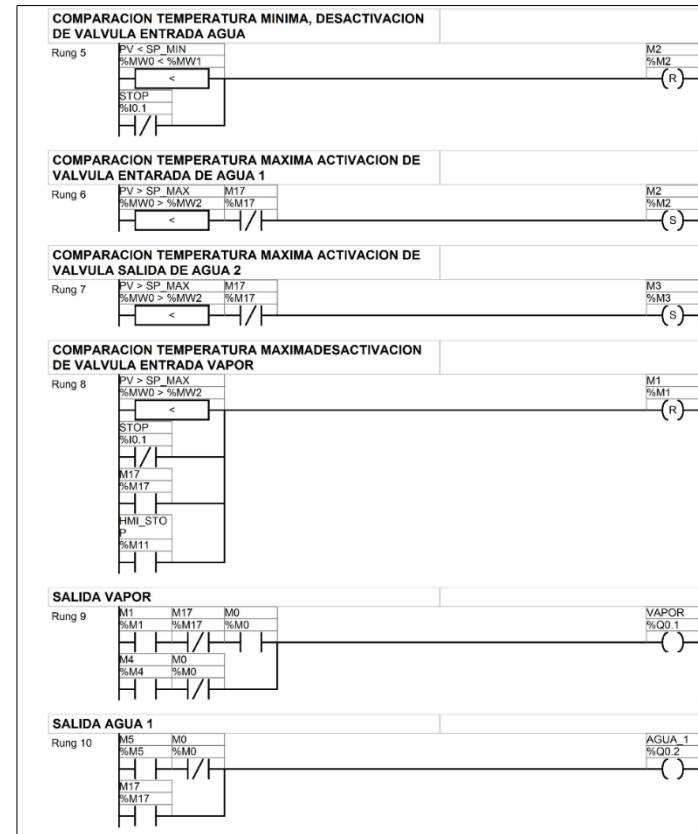 COMPARACION TEMPERATURA MINIMA, DESACTIVACION
DE VALVULA ENTRADA AGUA
Rung 5
PV < SP_MIN
%MW0 < %MW1
<
STOP
%I0.1
M2
%M2
R
COMPARACION TEMPERATURA MAXIMA ACTIVACION DE
VALVULA ENTARADA DE AGUA 1
Rung 6
PV > SP_MAX M17
%MW0 > %MW2 %M17
<
M2
%M2
S
COMPARACION TEMPERATURA MAXIMA ACTIVACION DE
VALVULA SALIDA DE AGUA 2
Rung 7
PV > SP_MAX M17
%MW0 > %MW2 %M17
<
M3
%M3
S
COMPARACION TEMPERATURA MAXIMADESACTIVACION
DE VALVULA ENTRADA VAPOR
Rung 8
PV > SP_MAX
%MW0 > %MW2
<
STOP
%I0.1
M17
%M17
HMI_STO
P
%M11
M1
%M1
R
SALIDA VAPOR
Rung 9
M1 M17 M0
%M1 %M17 %M0
M4 M0
%M4 %M0
VAPOR
%Q0.1
SALIDA AGUA 1
Rung 10
M5 M0
%M5 %M0
M17
%M17
AGUA_1
%Q0.2